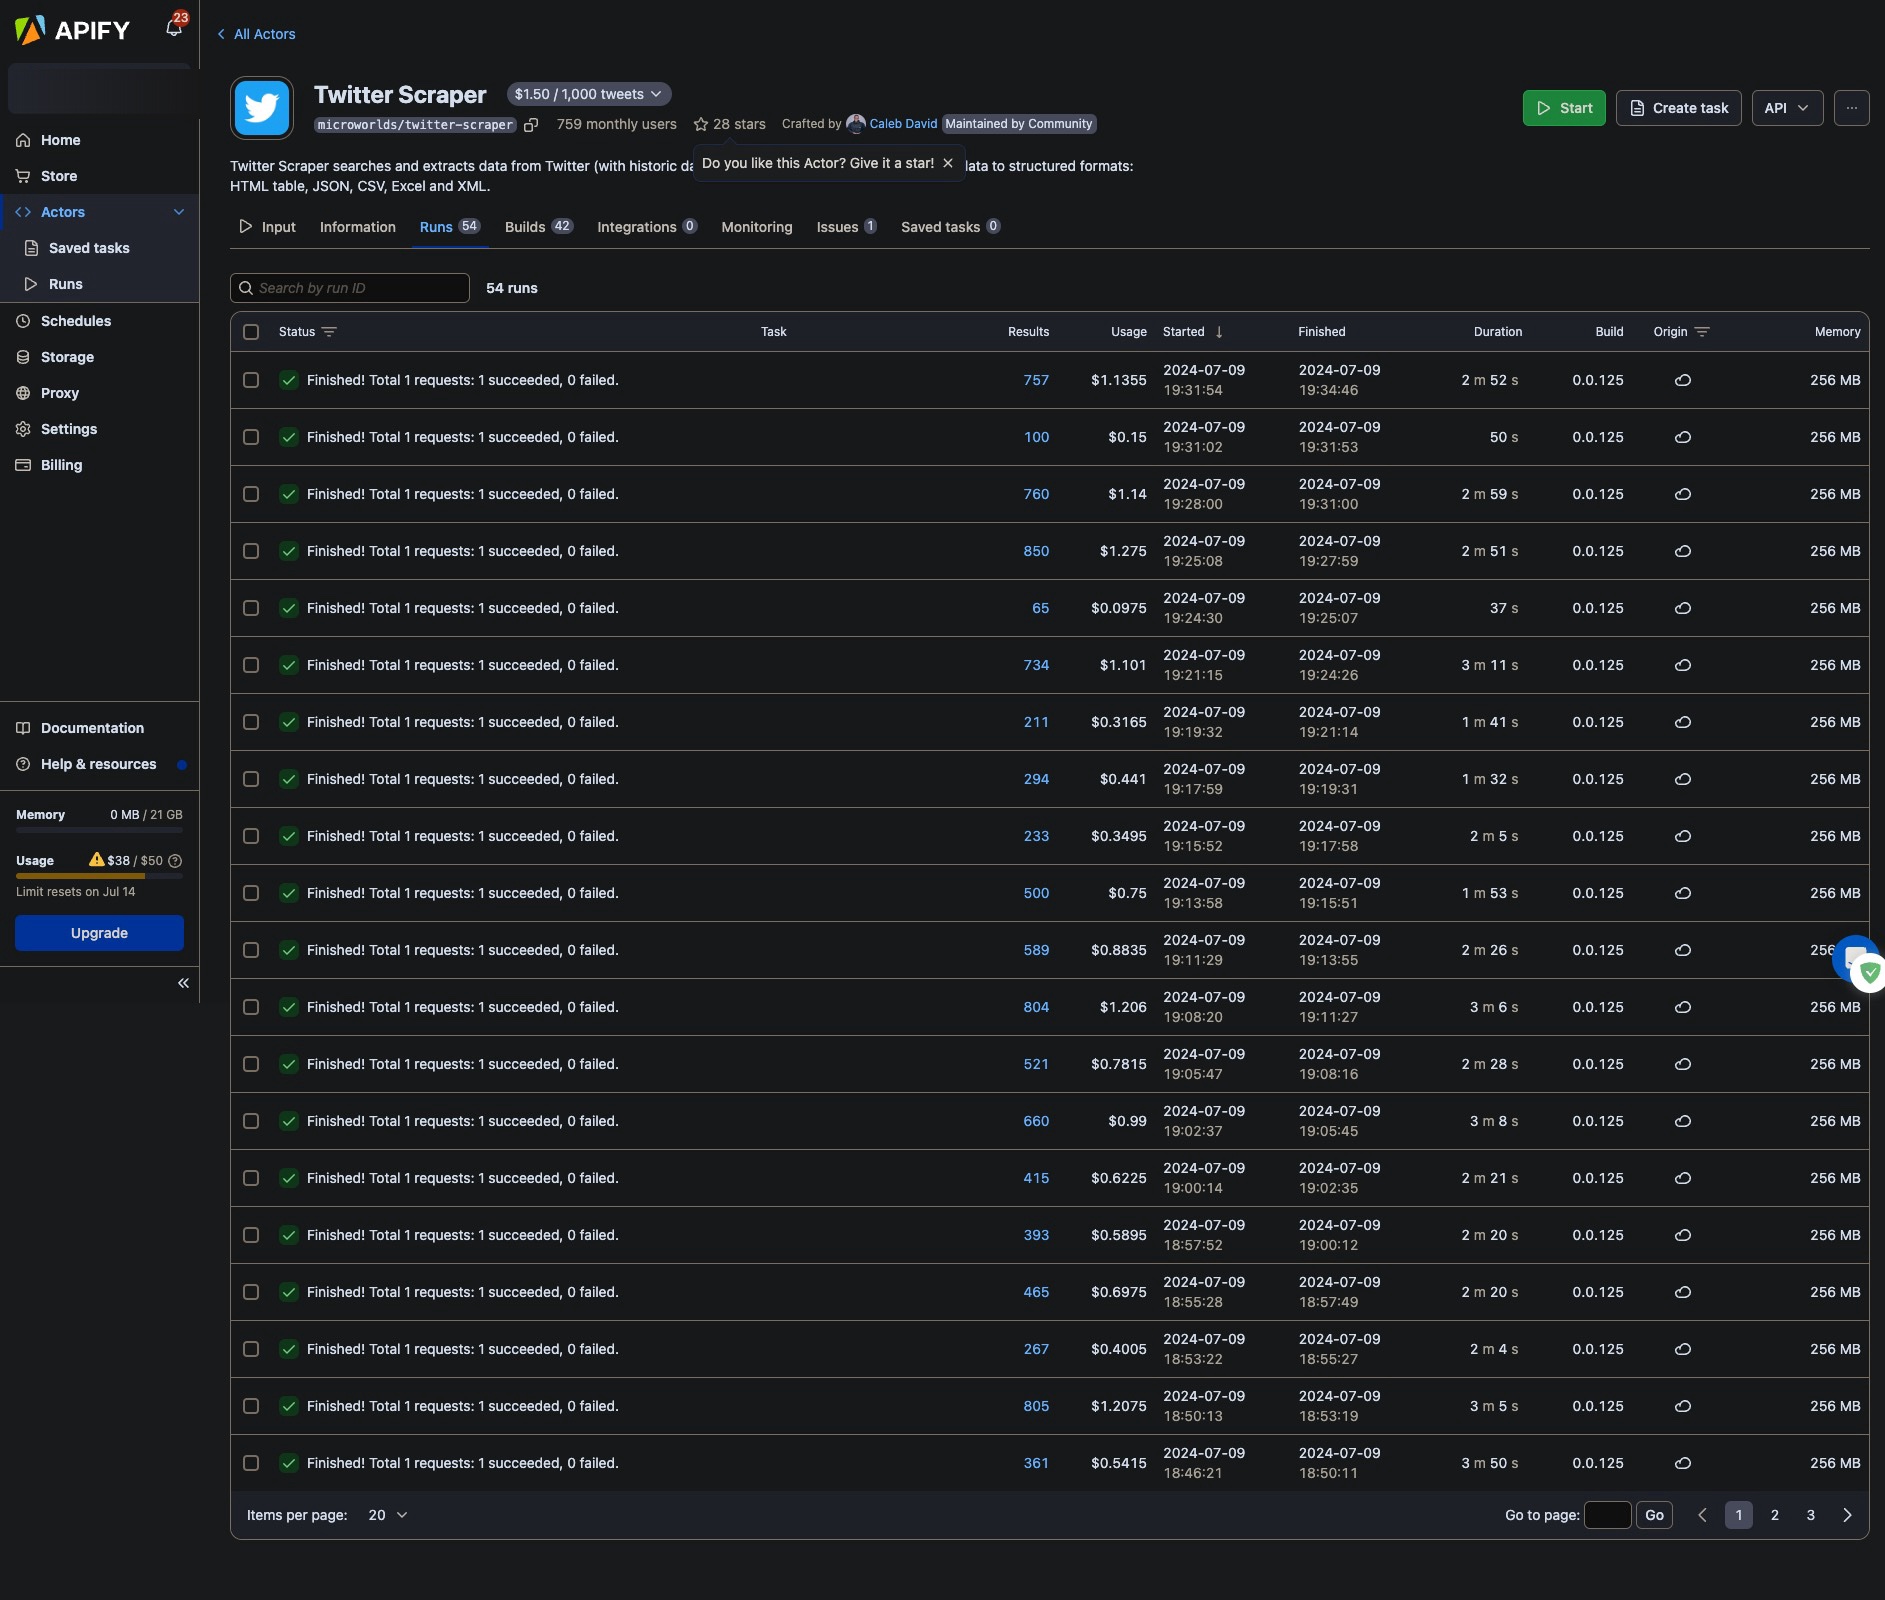 APIFY
23
All Actors
Twitter Scraper
$1.50 / 1,000 tweets
microworlds/twitter-scraper
759 monthly users
28 stars
Crafted by
Caleb David
Maintained by Community
Start
Create task
API
...
Twitter Scraper searches and extracts data from Twitter (with historic da
Do you like this Actor? Give it a star!
data to structured formats:
HTML table, JSON, CSV, Excel and XML.
Home
Store
Actors
Saved tasks
Runs
Schedules
Storage
Proxy
Settings
Billing
Documentation
Help & resources
Memory 0 MB / 21 GB
Usage $38 / $50
Limit resets on Jul 14
Upgrade
Input Information Runs 54 Builds 42 Integrations 0 Monitoring Issues 1 Saved tasks 0
Search by run ID
54 runs
Status Task Results Usage Started Finished Duration Build Origin Memory
Finished! Total 1 requests: 1 succeeded, 0 failed. 757 $1.1355 2024-07-09 2024-07-09 2 m 52 s 0.0.125 256 MB
19:31:54 19:34:46
Finished! Total 1 requests: 1 succeeded, 0 failed. 100 $0.15 2024-07-09 2024-07-09 50 s 0.0.125 256 MB
19:31:02 19:31:53
Finished! Total 1 requests: 1 succeeded, 0 failed. 760 $1.14 2024-07-09 2024-07-09 2 m 59 s 0.0.125 256 MB
19:28:00 19:31:00
Finished! Total 1 requests: 1 succeeded, 0 failed. 850 $1.275 2024-07-09 2024-07-09 2 m 51 s 0.0.125 256 MB
19:25:08 19:27:59
Finished! Total 1 requests: 1 succeeded, 0 failed. 65 $0.0975 2024-07-09 2024-07-09 37 s 0.0.125 256 MB
19:24:30 19:25:07
Finished! Total 1 requests: 1 succeeded, 0 failed. 734 $1.101 2024-07-09 2024-07-09 3 m 11 s 0.0.125 256 MB
19:21:15 19:24:26
Finished! Total 1 requests: 1 succeeded, 0 failed. 211 $0.3165 2024-07-09 2024-07-09 1 m 41 s 0.0.125 256 MB
19:19:32 19:21:14
Finished! Total 1 requests: 1 succeeded, 0 failed. 294 $0.441 2024-07-09 2024-07-09 1 m 32 s 0.0.125 256 MB
19:17:59 19:19:31
Finished! Total 1 requests: 1 succeeded, 0 failed. 233 $0.3495 2024-07-09 2024-07-09 2 m 5 s 0.0.125 256 MB
19:15:52 19:17:58
Finished! Total 1 requests: 1 succeeded, 0 failed. 500 $0.75 2024-07-09 2024-07-09 1 m 53 s 0.0.125 256 MB
19:13:58 19:15:51
Finished! Total 1 requests: 1 succeeded, 0 failed. 589 $0.8835 2024-07-09 2024-07-09 2 m 26 s 0.0.125 256
19:11:29 19:13:55
Finished! Total 1 requests: 1 succeeded, 0 failed. 804 $1.206 2024-07-09 2024-07-09 3 m 6 s 0.0.125 256 MB
19:08:20 19:11:27
Finished! Total 1 requests: 1 succeeded, 0 failed. 521 $0.7815 2024-07-09 2024-07-09 2 m 28 s 0.0.125 256 MB
19:05:47 19:08:16
Finished! Total 1 requests: 1 succeeded, 0 failed. 660 $0.99 2024-07-09 2024-07-09 3 m 8 s 0.0.125 256 MB
19:02:37 19:05:45
Finished! Total 1 requests: 1 succeeded, 0 failed. 415 $0.6225 2024-07-09 2024-07-09 2 m 21 s 0.0.125 256 MB
19:00:14 19:02:35
Finished! Total 1 requests: 1 succeeded, 0 failed. 393 $0.5895 2024-07-09 2024-07-09 2 m 20 s 0.0.125 256 MB
18:57:52 19:00:12
Finished! Total 1 requests: 1 succeeded, 0 failed. 465 $0.6975 2024-07-09 2024-07-09 2 m 20 s 0.0.125 256 MB
18:55:28 18:57:49
Finished! Total 1 requests: 1 succeeded, 0 failed. 267 $0.4005 2024-07-09 2024-07-09 2 m 4 s 0.0.125 256 MB
18:53:22 18:55:27
Finished! Total 1 requests: 1 succeeded, 0 failed. 805 $1.2075 2024-07-09 2024-07-09 3 m 5 s 0.0.125 256 MB
18:50:13 18:53:19
Finished! Total 1 requests: 1 succeeded, 0 failed. 361 $0.5415 2024-07-09 2024-07-09 3 m 50 s 0.0.125 256 MB
18:46:21 18:50:11
Items per page: 20
Go to page: Go 1 2 3